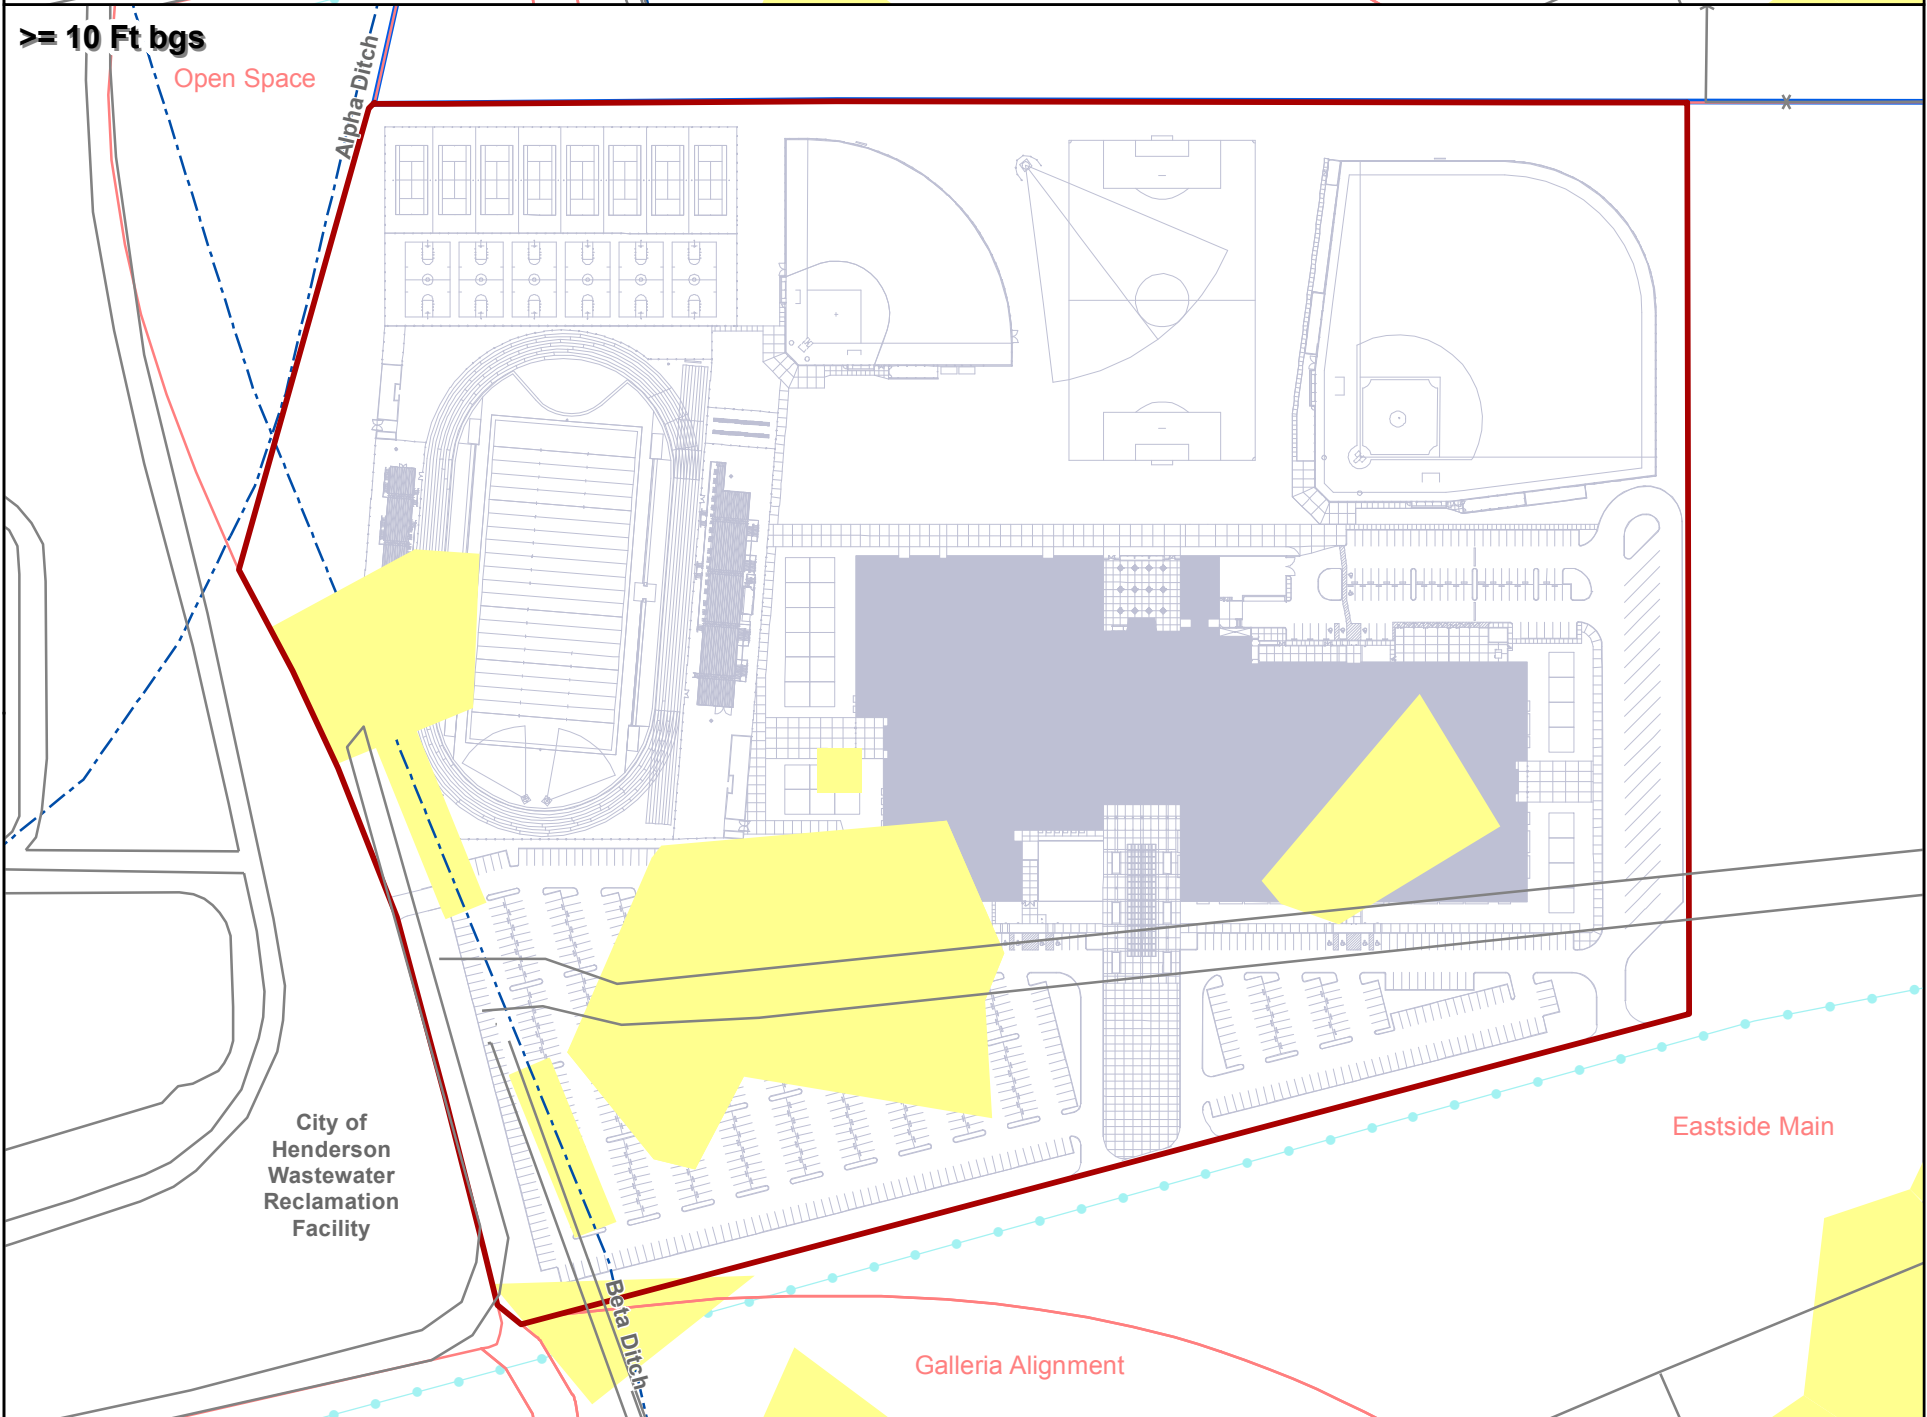 >= 10 Ft bgs
Open Space
Alpha Ditch
x
City of
Henderson
Wastewater
Reclamation
Facility
Eastside Main
Beta Ditch
Galleria Alignment